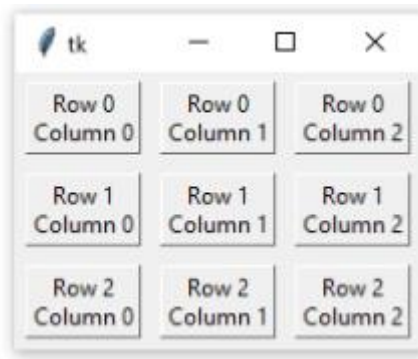 tk
Row 0 Row 0 Row 0
Column 0 Column 1 Column 2
Row 1 Row 1 Row 1
Column 0 Column 1 Column 2
Row 2 Row 2 Row 2
Column 0 Column 1 Column 2